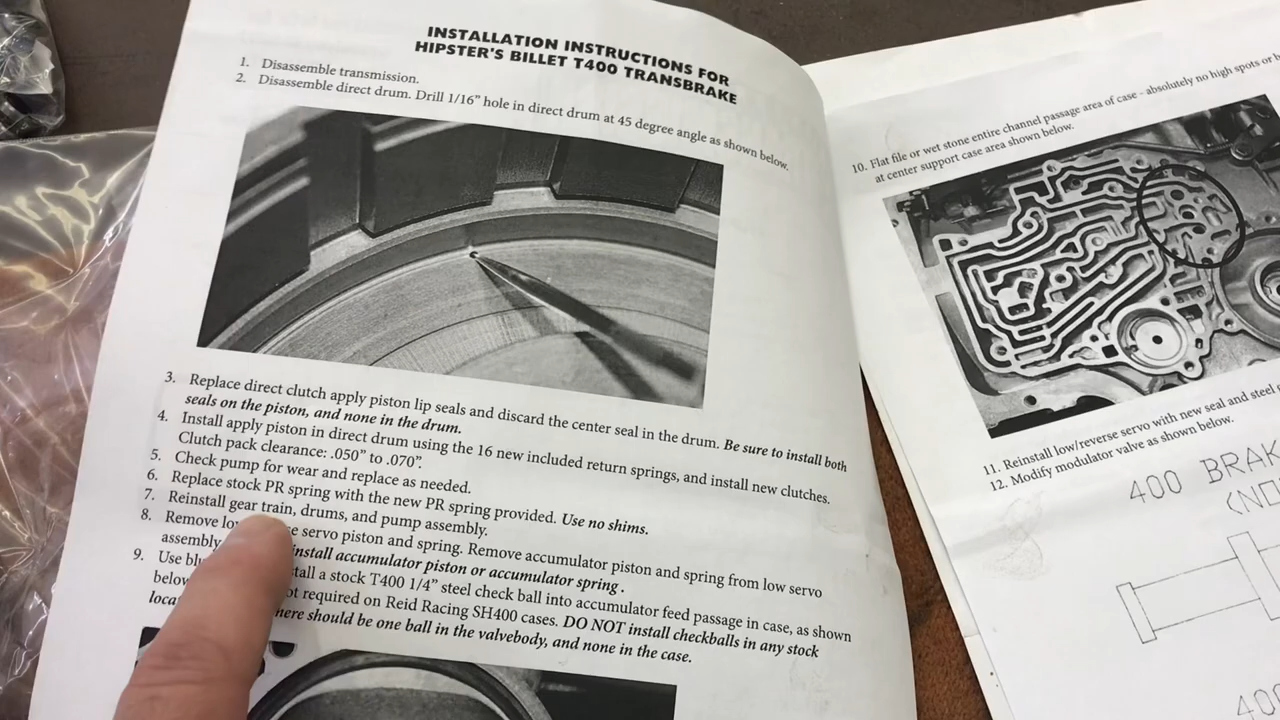 INSTALLATION INSTRUCTIONS FOR
HIPSTER'S BILLET T400 TRANSBRAKE
1. Disassemble transmission.
2. Disassemble direct drum. Drill 1/16" hole in direct drum at 45 degree angle as shown below.
3. Replace direct clutch apply piston lip seals and discard the center seal in the drum. Be sure to install both
seals on the piston, and none in the drum.
4. Install apply piston in direct drum using the 16 new included return springs, and install new clutches.
Clutch pack clearance: .050" to .070".
5. Check pump for wear and replace as needed.
6. Replace stock PR spring with the new PR spring provided. Use no shims.
7. Reinstall gear train, drums, and pump assembly.
8. Remove servo piston and spring. Remove accumulator piston and spring from low servo
assembly install accumulator piston or accumulator spring.
9. Use a stock T400 1/4" steel check ball into accumulator feed passage in case, as shown
below required on Reid Racing SH400 cases. DO NOT install checkballs in any stock
should be one ball in the valvebody, and none in the case.
10. Flat file or wet stone entire channel passage area of case - absolutely no high spots or
at center support case area shown below.
11. Reinstall low/reverse servo with new seal and steel
12. Modify modulator valve as shown below.
400